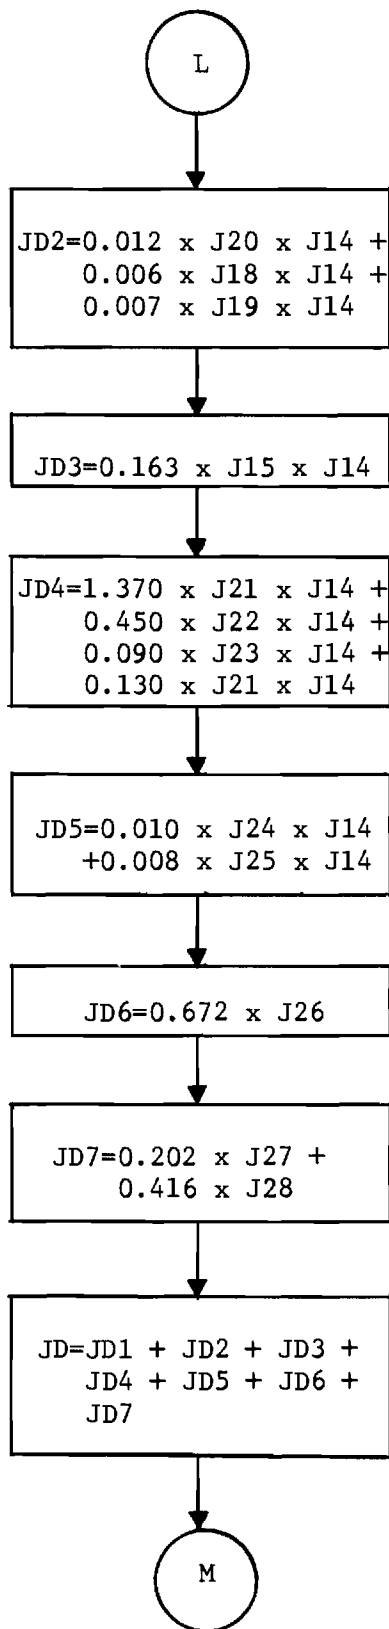 L
JD2=0.012 x J20 x J14 +
0.006 x J18 x J14 +
0.007 x J19 x J14
JD3=0.163 x J15 x J14
JD4=1.370 x J21 x J14 +
0.450 x J22 x J14 +
0.090 x J23 x J14 +
0.130 x J21 x J14
JD5=0.010 x J24 x J14
+0.008 x J25 x J14
JD6=0.672 x J26
JD7=0.202 x J27 +
0.416 x J28
JD=JD1 + JD2 + JD3 +
JD4 + JD5 + JD6 +
JD7
M